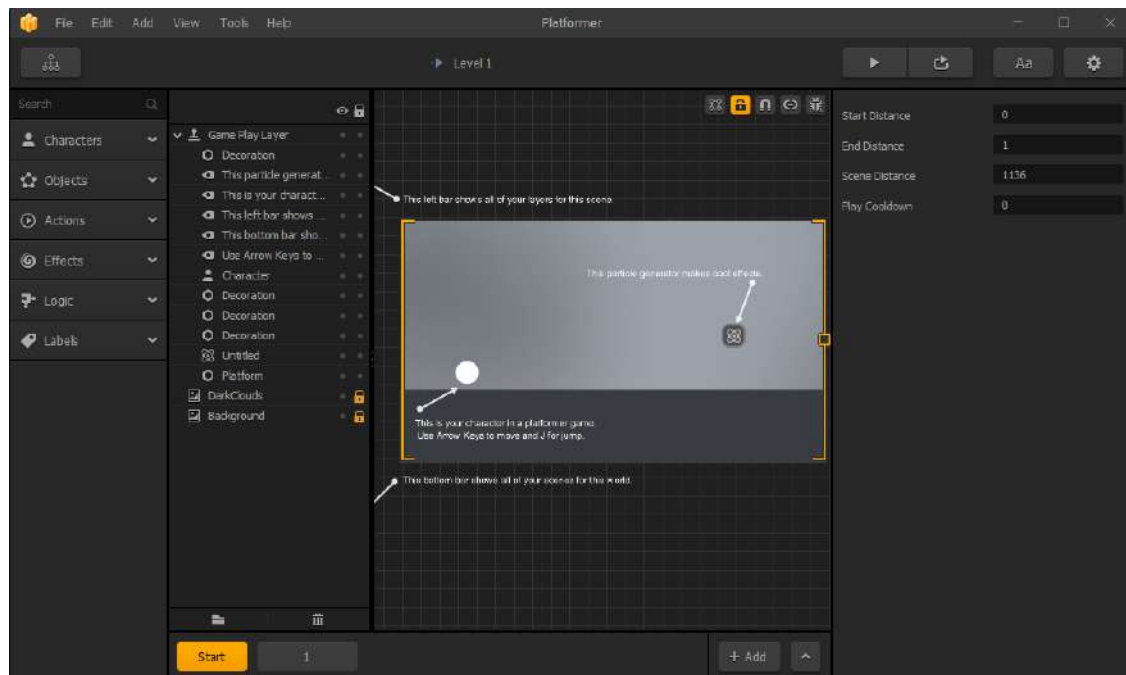 File Edit Add View Tools Help
Platformer
Level 1
Aa
Search
Characters
Objects
Actions
Effects
Logic
Labels
Game Play Layer
Decoration
This particle generat...
This is your charact...
This left bar shows ...
This bottom bar sho...
Use Arrow Keys to ...
Character
Decoration
Decoration
Decoration
Untitled
Platform
DarkClouds
Background
This left bar shows all of your layers for this scene.
This particle generator makes cool effects.
This is your character in a platformer game.
Use Arrow Keys to move and J for jump.
This bottom bar shows all of your scenes for this world.
Start Distance 0
End Distance 1
Scene Distance 1136
Play Cooldown 0
Start
1
+ Add